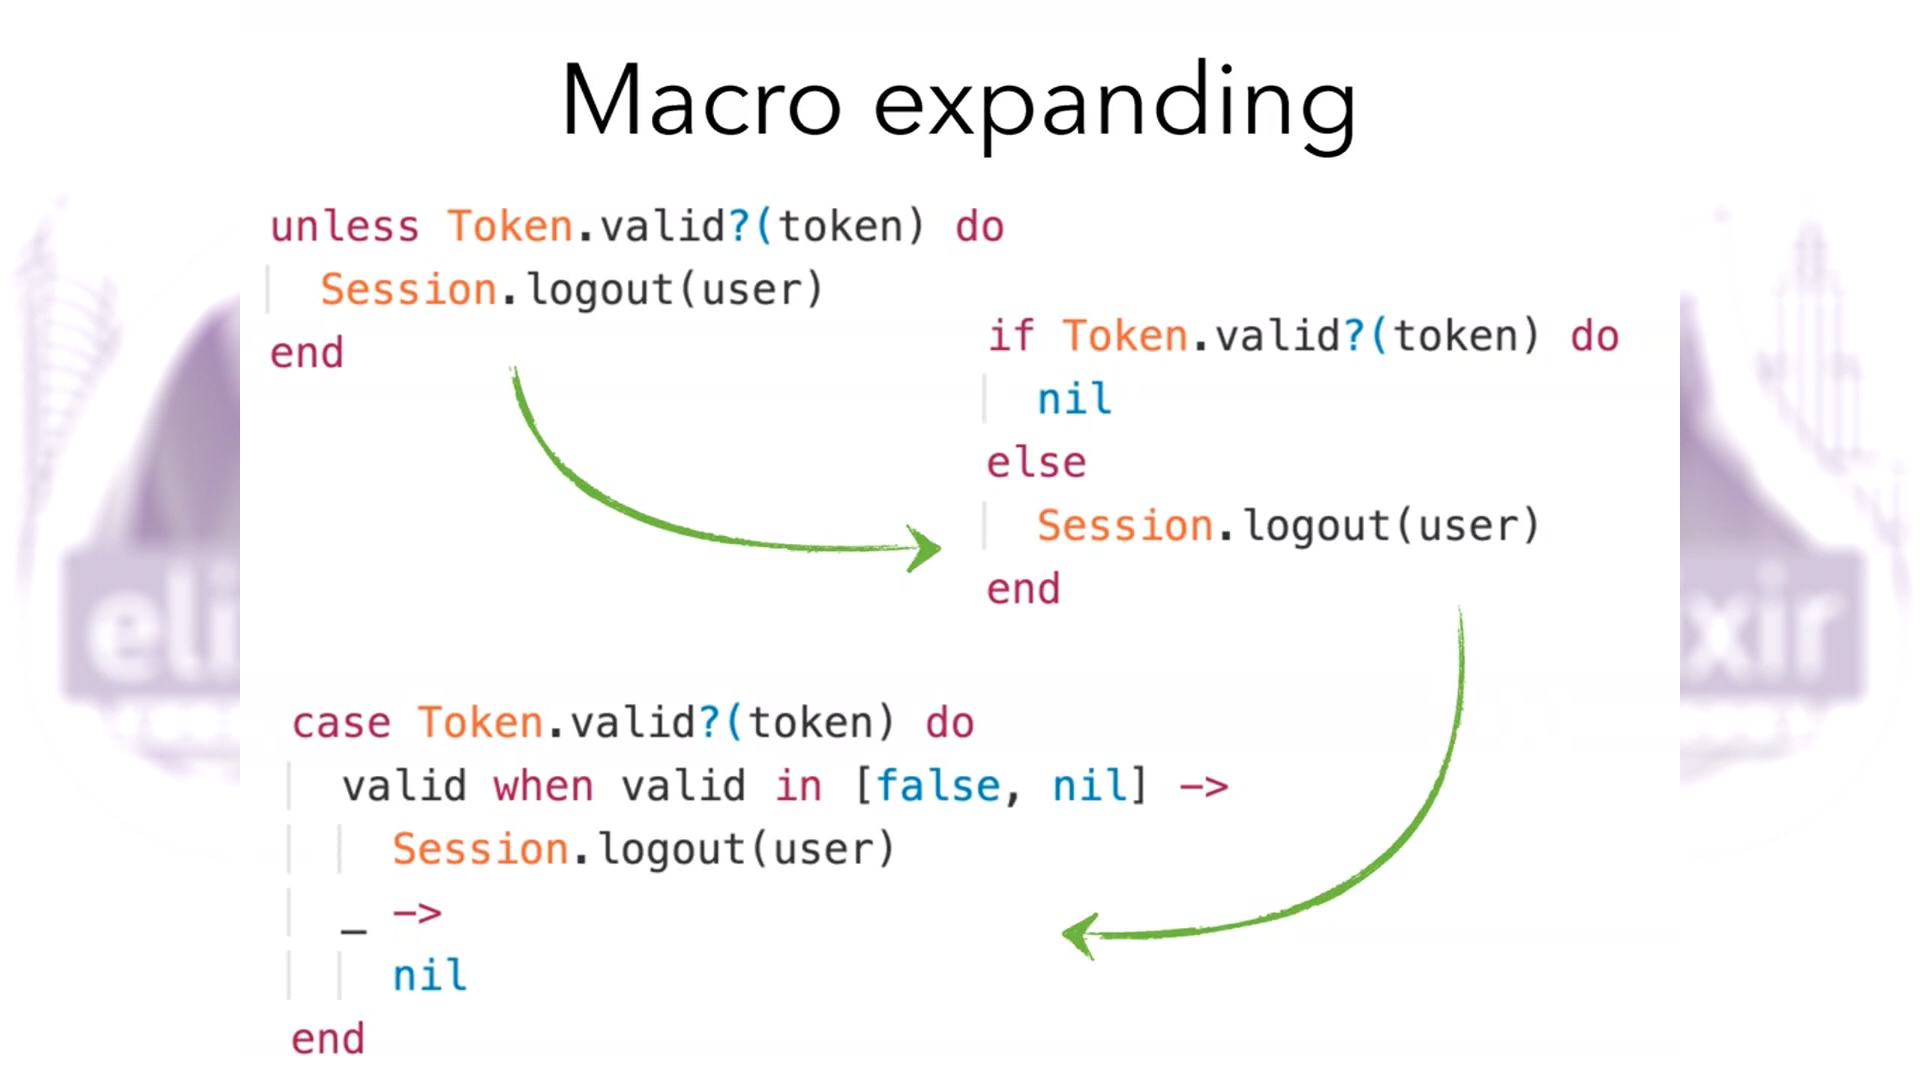 Macro expanding
unless Token.valid?(token) do
Session.logout(user)
end
if Token.valid?(token) do
nil
else
Session.logout(user)
end
case Token.valid?(token) do
valid when valid in [false, nil] ->
Session.logout(user)
_ ->
nil
end
eli
xir